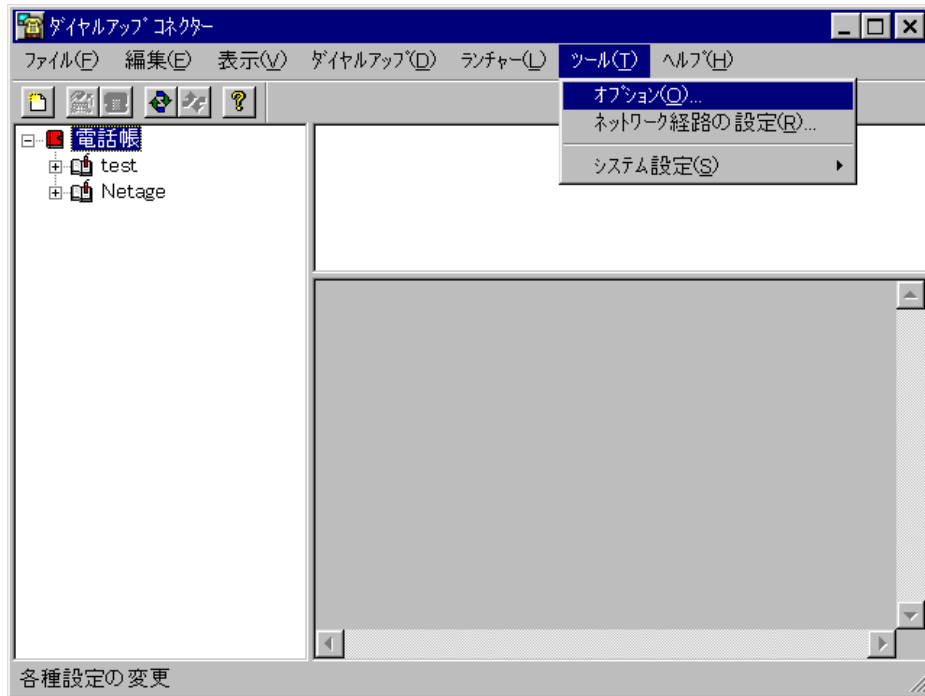 ダイヤルアップ コネクター
ファイル(F) 編集(E) 表示(V) ダイヤルアップ(D) ランチャー(L) ツール(T) ヘルプ(H)
オプション(O)...
ネットワーク経路の設定(R)...
システム設定(S)
電話帳
test
Netage
各種設定の変更